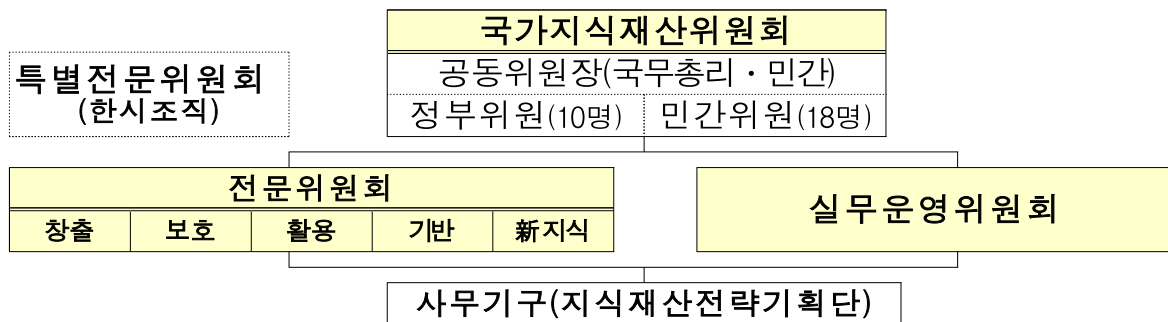 국가지식재산위원회
공동위원장(국무총리・민간)
정부위원(10명) 민간위원(18명)
특별전문위원회
(한시조직)
전문위원회
창출 보호 활용 기반 新지식
실무운영위원회
사무기구(지식재산전략기획단)